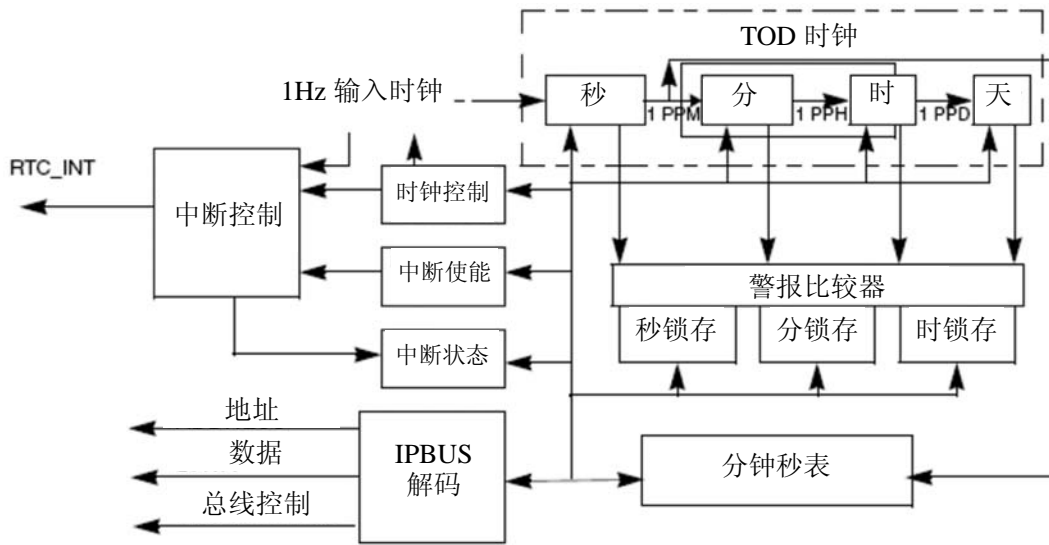 TOD 时钟
1Hz 输入时钟
秒
1 PPM
分
1 PPH
时
1 PPD
天
RTC_INT
中断控制
时钟控制
中断使能
中断状态
警报比较器
秒锁存
分锁存
时锁存
地址
数据
总线控制
IPBUS
解码
分钟秒表